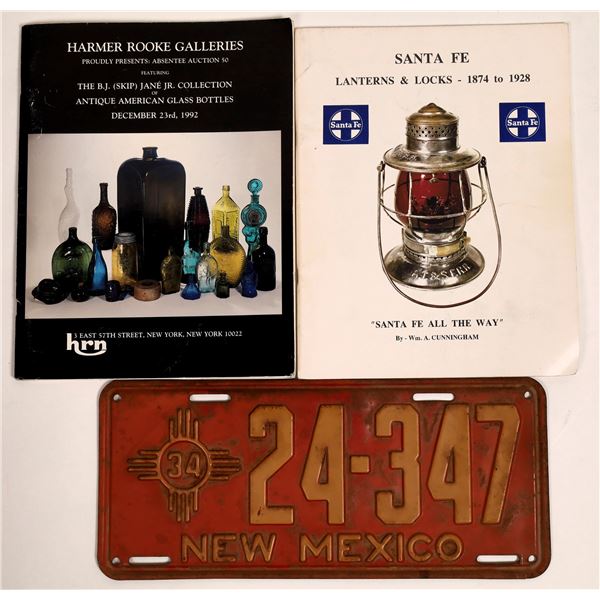 HARMER ROOKE GALLERIES
PROUDLY PRESENTS: ABSENTEE AUCTION 50
FEATURING
THE B.J. (SKIP) JANÉ JR. COLLECTION
OF
ANTIQUE AMERICAN GLASS BOTTLES
DECEMBER 23rd, 1992
3 EAST 57TH STREET, NEW YORK, NEW YORK 10022
hrn
SANTA FE
LANTERNS & LOCKS - 1874 to 1928
Santa Fe
Santa Fe
A.T.&S.F.R.R.
"SANTA FE ALL THE WAY"
By - Wm. A. CUNNINGHAM
34
24-347
NEW MEXICO